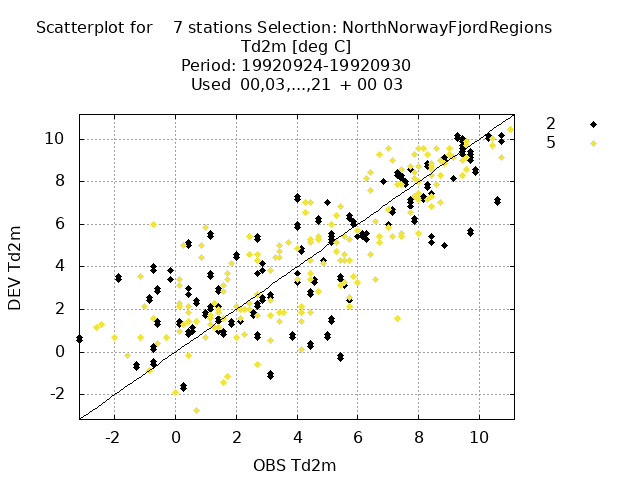 Scatterplot for 7 stations Selection: NorthNorwayFjordRegions
Td2m [deg C]
Period: 19920924-19920930
Used 00,03,...,21 + 00 03
2
5
DEV Td2m
10
8
6
4
2
0
-2
-2 0 2 4 6 8 10
OBS Td2m